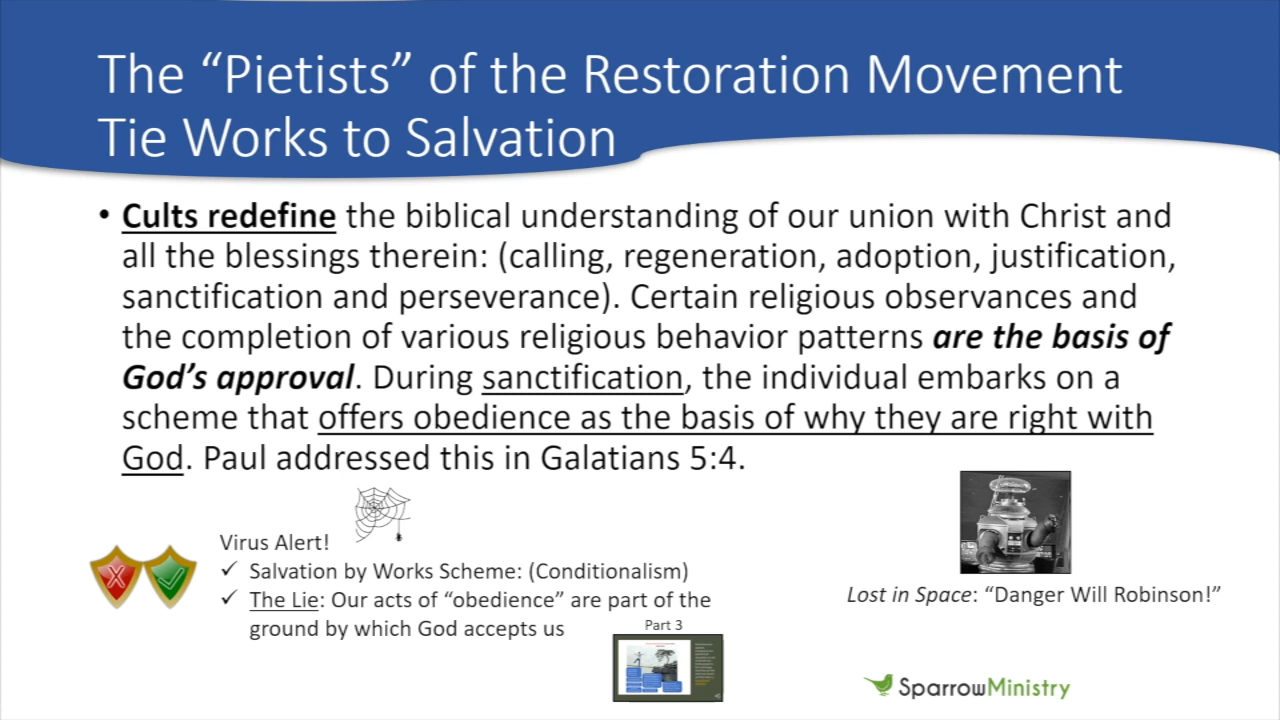 The “Pietists” of the Restoration Movement
Tie Works to Salvation
• Cults redefine the biblical understanding of our union with Christ and
all the blessings therein: (calling, regeneration, adoption, justification,
sanctification and perseverance). Certain religious observances and
the completion of various religious behavior patterns are the basis of
God’s approval. During sanctification, the individual embarks on a
scheme that offers obedience as the basis of why they are right with
God. Paul addressed this in Galatians 5:4.
Virus Alert!
✓ Salvation by Works Scheme: (Conditionalism)
✓ The Lie: Our acts of “obedience” are part of the
ground by which God accepts us
Part 3
Lost in Space: “Danger Will Robinson!”
SparrowMinistry